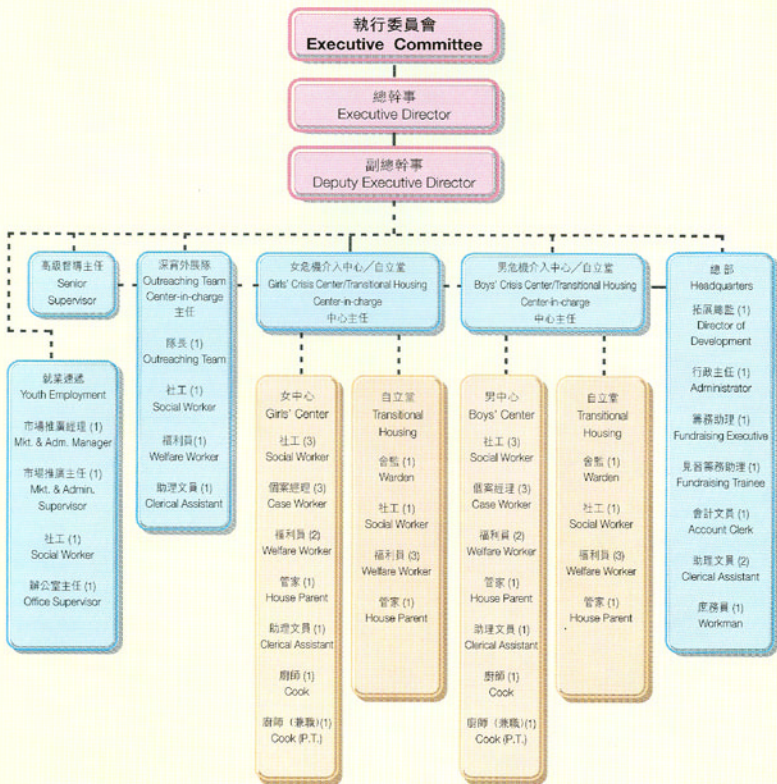 執行委員會
Executive Committee
總幹事
Executive Director
副總幹事
Deputy Executive Director
高級督導主任
Senior
Supervisor
深宵外展隊
Outreaching Team
Center-in-charge
主任
隊長 (1)
Outreaching Team
社工 (1)
Social Worker
福利員(1)
Welfare Worker
助理文員 (1)
Clerical Assistant
女危機介入中心／自立堂
Girls' Crisis Center/Transitional Housing
Center-in-charge
中心主任
男危機介入中心／自立堂
Boys' Crisis Center/Transitional Housing
Center-in-charge
中心主任
總部
Headquarters
拓展總監 (1)
Director of
Development
行政主任 (1)
Administrator
籌務助理 (1)
Fundraising Executive
見習籌務助理 (1)
Fundraising Trainee
會計文員 (1)
Account Clerk
助理文員 (2)
Clerical Assistant
庶務員 (1)
Workman
就業速遞
Youth Employment
市場推廣經理 (1)
Mkt. & Adm. Manager
市場推廣主任 (1)
Mkt. & Admin.
Supervisor
社工 (1)
Social Worker
辦公室主任 (1)
Office Supervisor
女中心
Girls' Center
社工 (3)
Social Worker
個案經理 (3)
Case Worker
福利員 (2)
Welfare Worker
管家 (1)
House Parent
助理文員 (1)
Clerical Assistant
廚師 (1)
Cook
廚師（兼職）(1)
Cook (P.T.)
自立堂
Transitional
Housing
舍監 (1)
Warden
社工 (1)
Social Worker
福利員 (3)
Welfare Worker
管家 (1)
House Parent
男中心
Boys' Center
社工 (3)
Social Worker
個案經理 (3)
Case Worker
福利員 (2)
Welfare Worker
管家 (1)
House Parent
助理文員 (1)
Clerical Assistant
廚師 (1)
Cook
廚師（兼職）(1)
Cook (P.T.)
自立堂
Transitional
Housing
舍監 (1)
Warden
社工 (1)
Social Worker
福利員 (3)
Welfare Worker
管家 (1)
House Parent